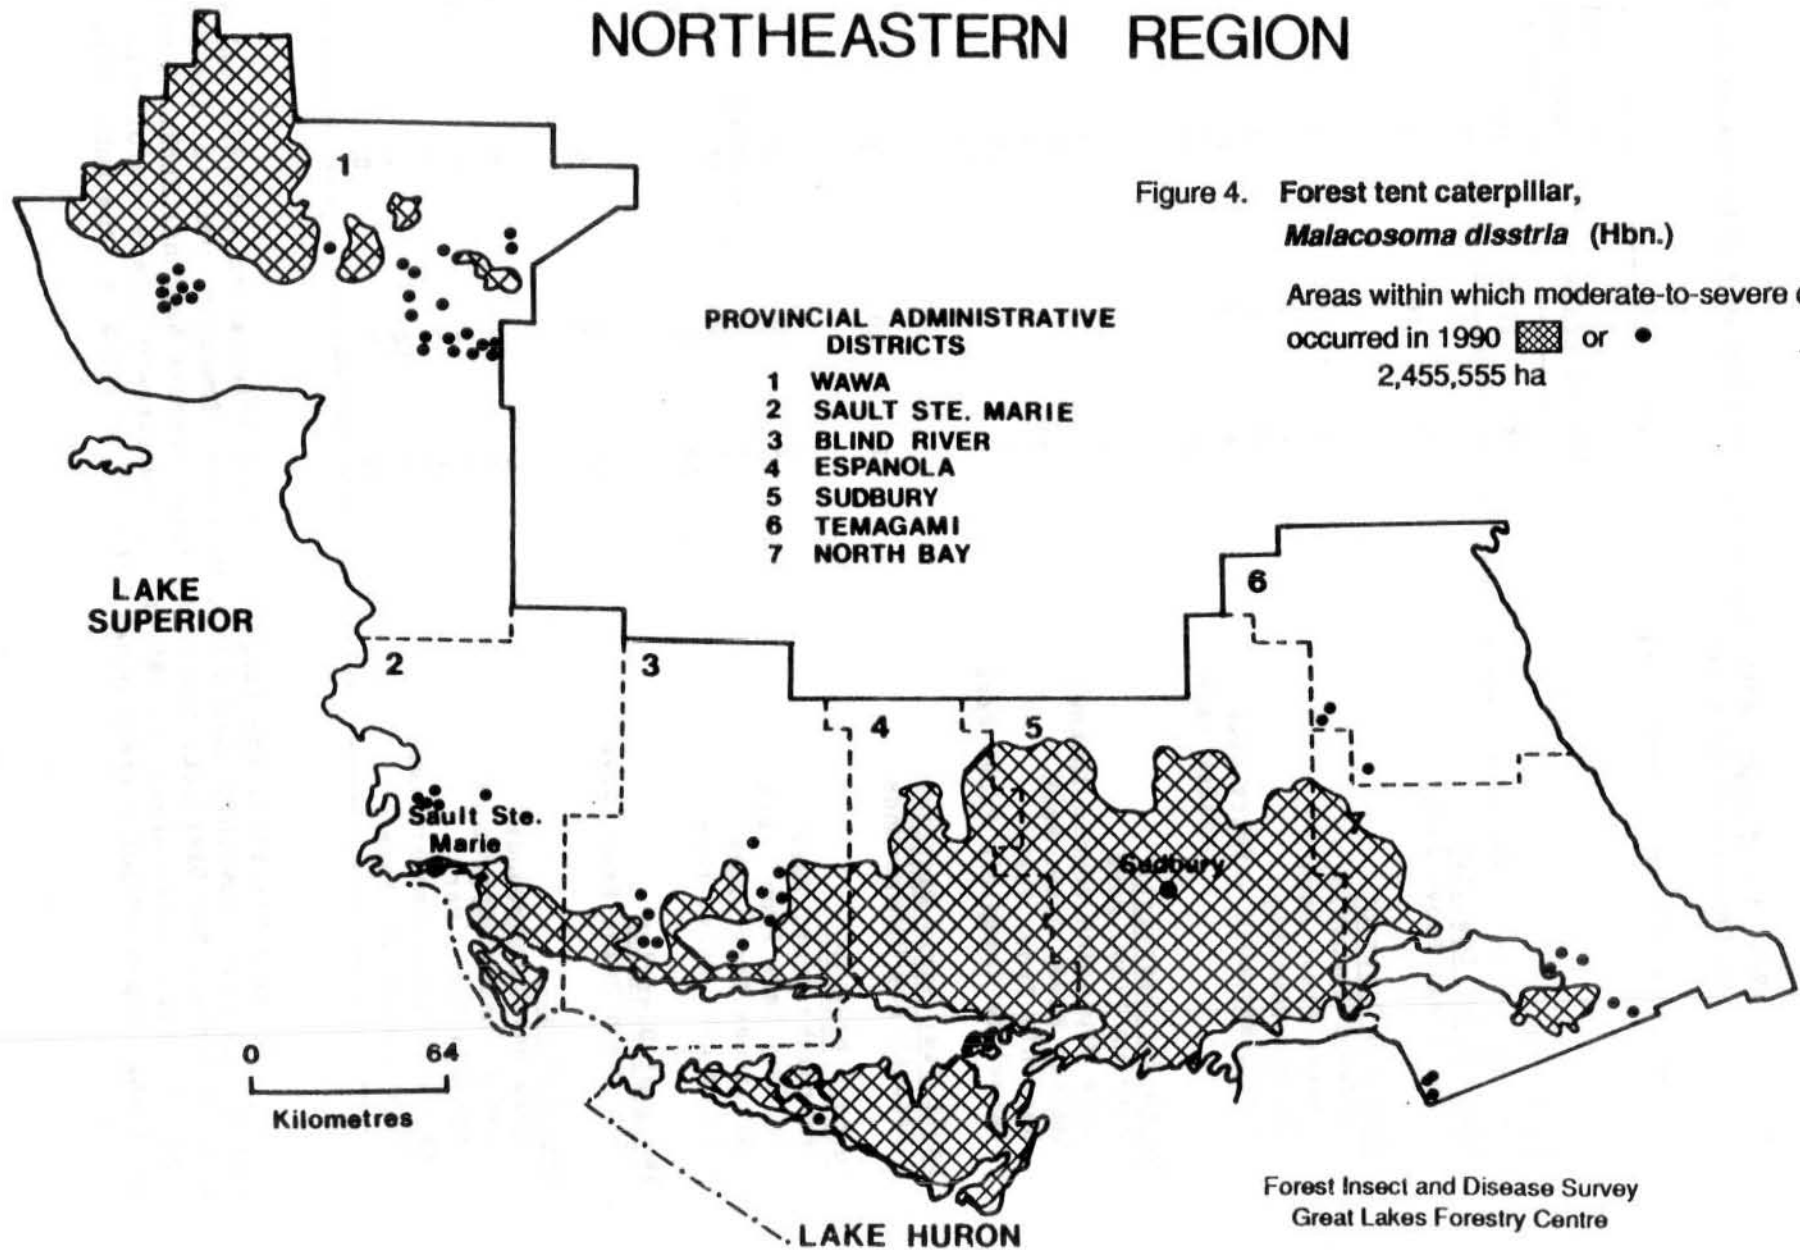 NORTHEASTERN REGION
1
Figure 4. Forest tent caterpillar,
Malacosoma disstria (Hbn.)
Areas within which moderate-to-severe
occurred in 1990 or
2,455,555 ha
PROVINCIAL ADMINISTRATIVE
DISTRICTS
1 WAWA
2 SAULT STE. MARIE
3 BLIND RIVER
4 ESPANOLA
5 SUDBURY
6 TEMAGAMI
7 NORTH BAY
LAKE
SUPERIOR
6
2
3
4
5
Sault Ste.
Marie
7
Sudbury
0 64
Kilometres
LAKE HURON
Forest Insect and Disease Survey
Great Lakes Forestry Centre